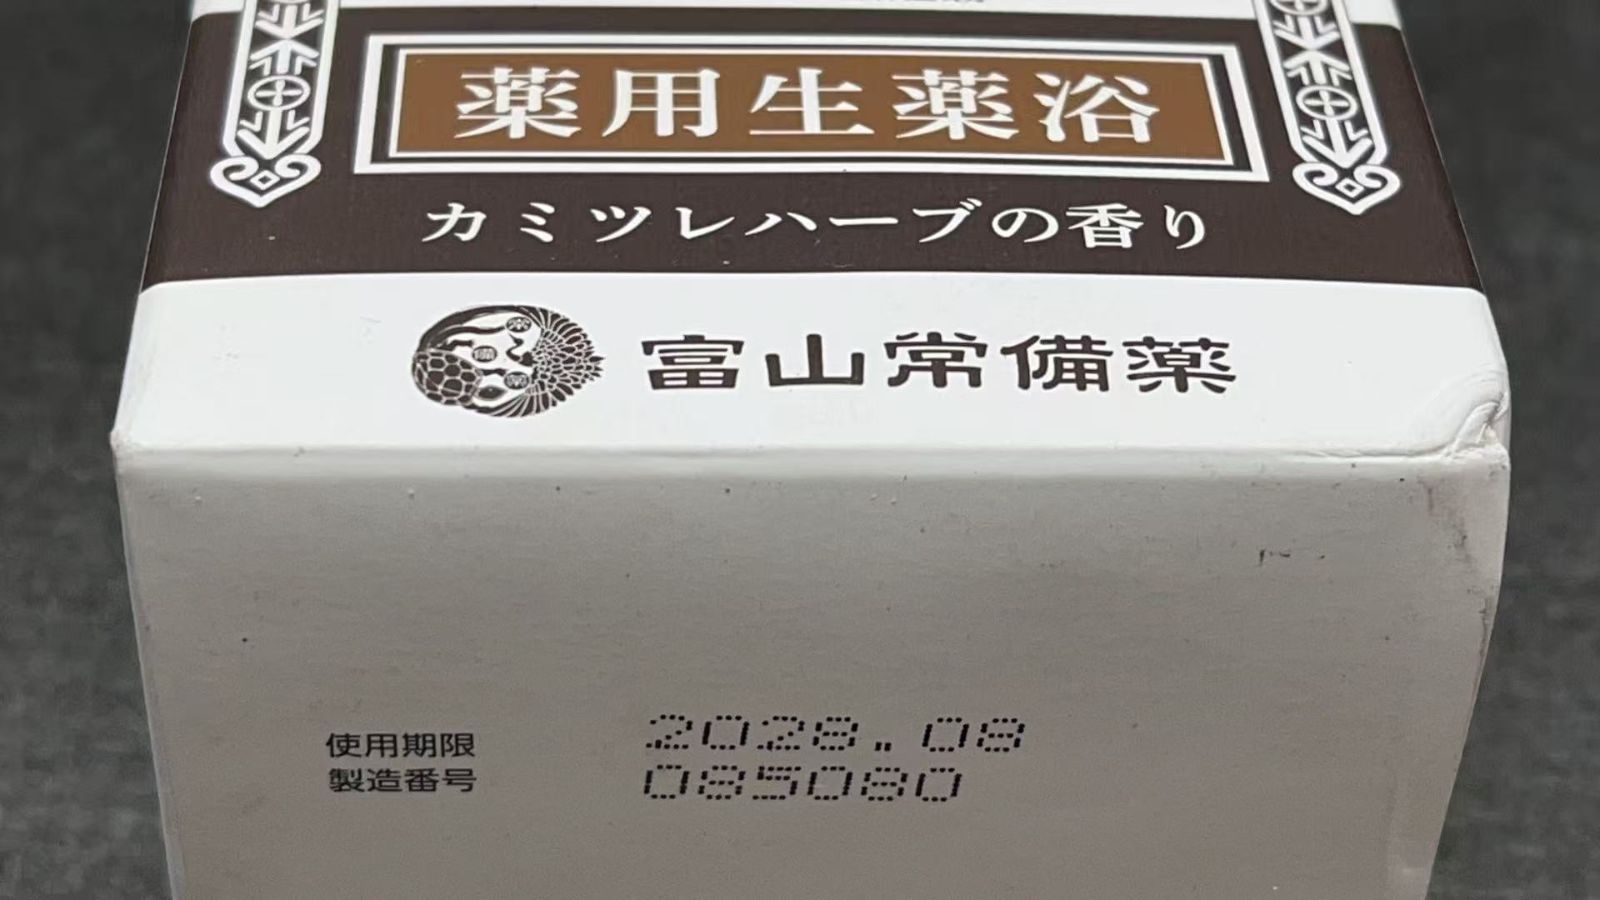 薬用生薬浴
カミツレハーブの香り
富山常備薬
使用期限 2028.08
製造番号 085080